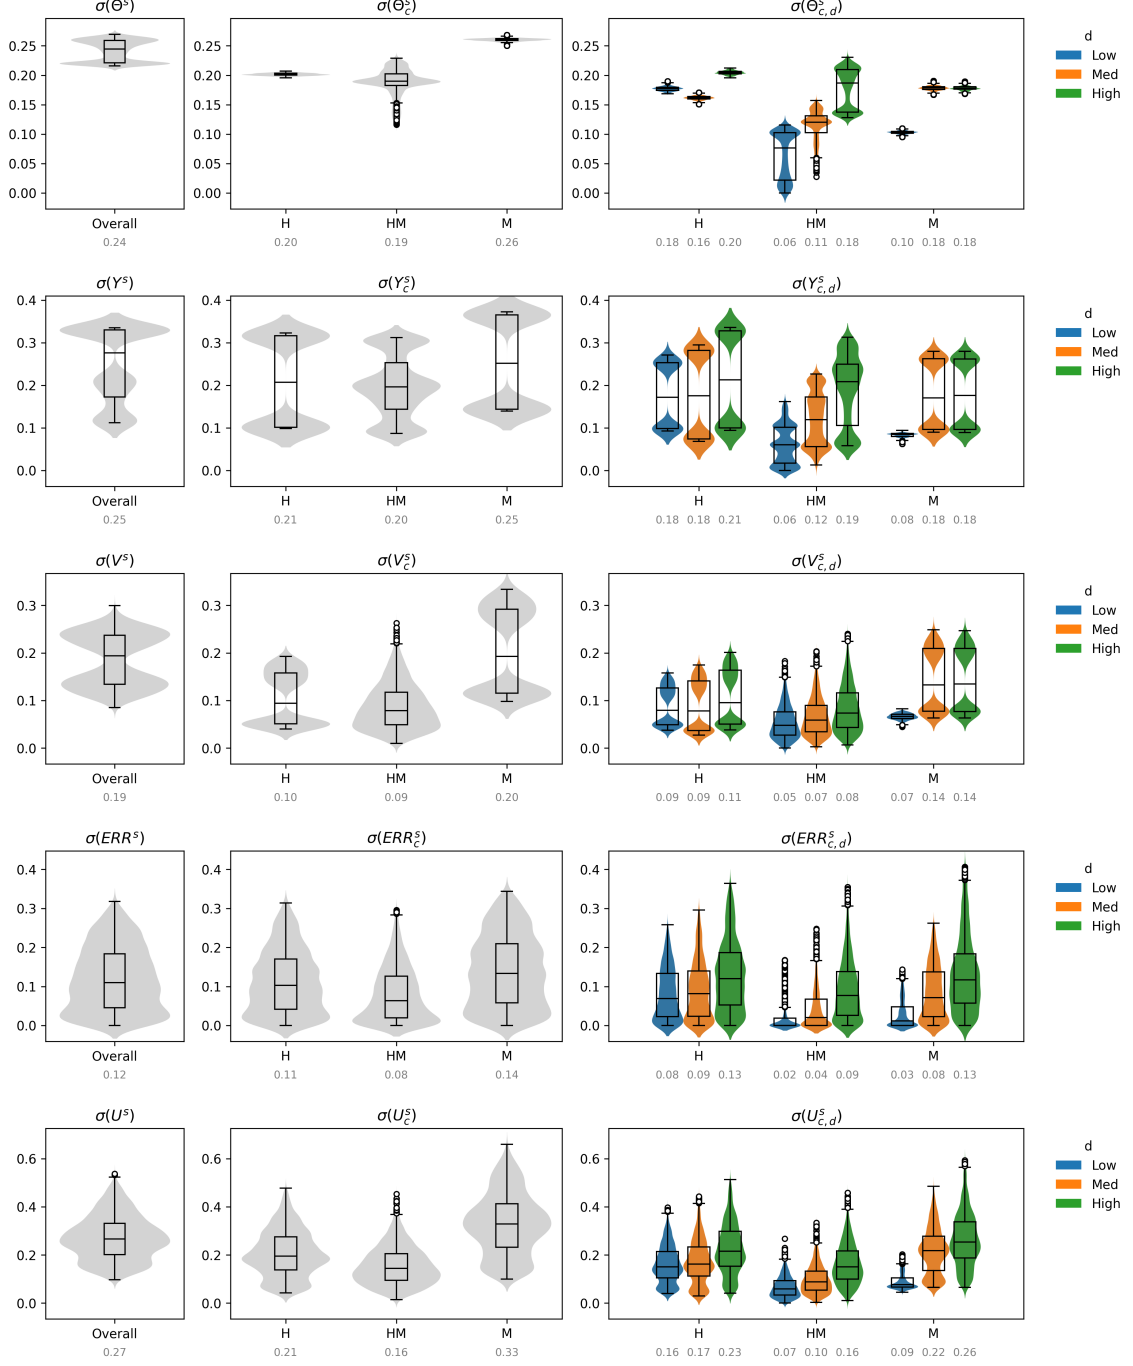 σ(Θˢ) σ(Θ_c^s) σ(Θ_{c,d}^s)
0.25 0.25 0.25 d
0.20 0.20 0.20 Low
0.15 0.15 0.15 Med
0.10 0.10 0.10 High
0.05 0.05 0.05
0.00 0.00 0.00
Overall H HM M H HM M
0.24 0.20 0.19 0.26 0.18 0.16 0.20 0.06 0.11 0.18 0.10 0.18 0.18
σ(Yˢ) σ(Y_c^s) σ(Y_{c,d}^s)
0.4 0.4 0.4 d
0.3 0.3 0.3 Low
0.2 0.2 0.2 Med
0.1 0.1 0.1 High
0.0 0.0 0.0
Overall H HM M H HM M
0.25 0.21 0.20 0.25 0.18 0.18 0.21 0.06 0.12 0.19 0.08 0.18 0.18
σ(Vˢ) σ(V_c^s) σ(V_{c,d}^s)
0.3 0.3 0.3 d
0.2 0.2 0.2 Low
0.1 0.1 0.1 Med
0.0 0.0 0.0 High
Overall H HM M H HM M
0.19 0.10 0.09 0.20 0.09 0.09 0.11 0.05 0.07 0.08 0.07 0.14 0.14
σ(ERRˢ) σ(ERR_c^s) σ(ERR_{c,d}^s)
0.4 0.4 0.4 d
0.3 0.3 0.3 Low
0.2 0.2 0.2 Med
0.1 0.1 0.1 High
0.0 0.0 0.0
Overall H HM M H HM M
0.12 0.11 0.08 0.14 0.08 0.09 0.13 0.02 0.04 0.09 0.03 0.08 0.13
σ(Uˢ) σ(U_c^s) σ(U_{c,d}^s)
0.6 0.6 0.6 d
0.4 0.4 0.4 Low
0.2 0.2 0.2 Med
0.0 0.0 0.0 High
Overall H HM M H HM M
0.27 0.21 0.16 0.33 0.16 0.17 0.23 0.07 0.10 0.16 0.09 0.22 0.26